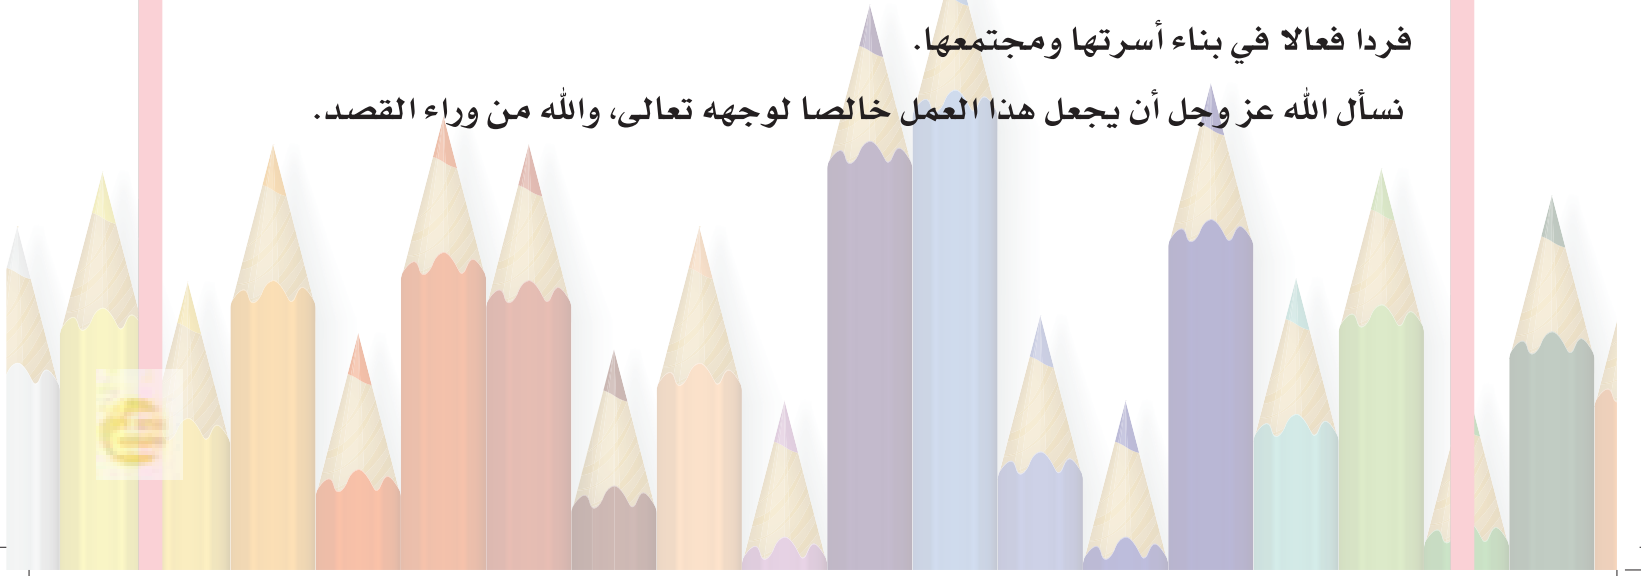 فردا فعالا في بناء أسرتها ومجتمعها.
نسأل الله عز وجل أن يجعل هذا العمل خالصا لوجهه تعالى، والله من وراء القصد.